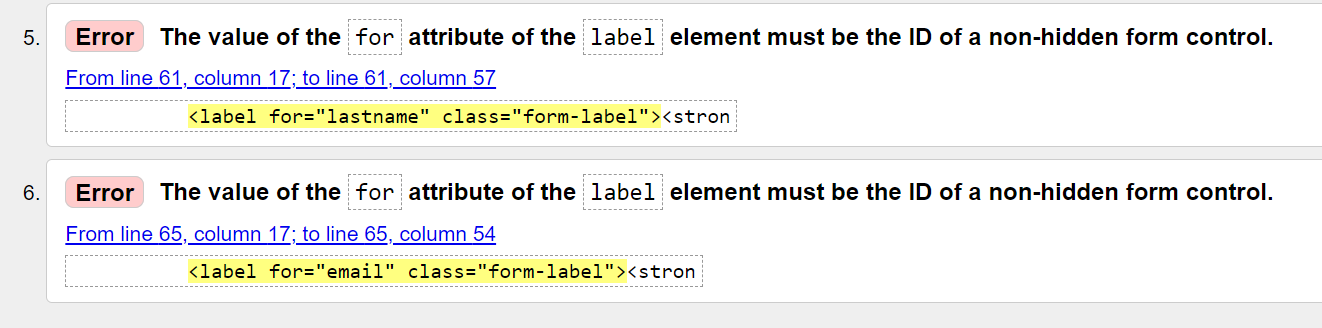 5. Error The value of the for attribute of the label element must be the ID of a non-hidden form control.
From line 61, column 17; to line 61, column 57
<label for="lastname" class="form-label"><stron
6. Error The value of the for attribute of the label element must be the ID of a non-hidden form control.
From line 65, column 17; to line 65, column 54
<label for="email" class="form-label"><stron